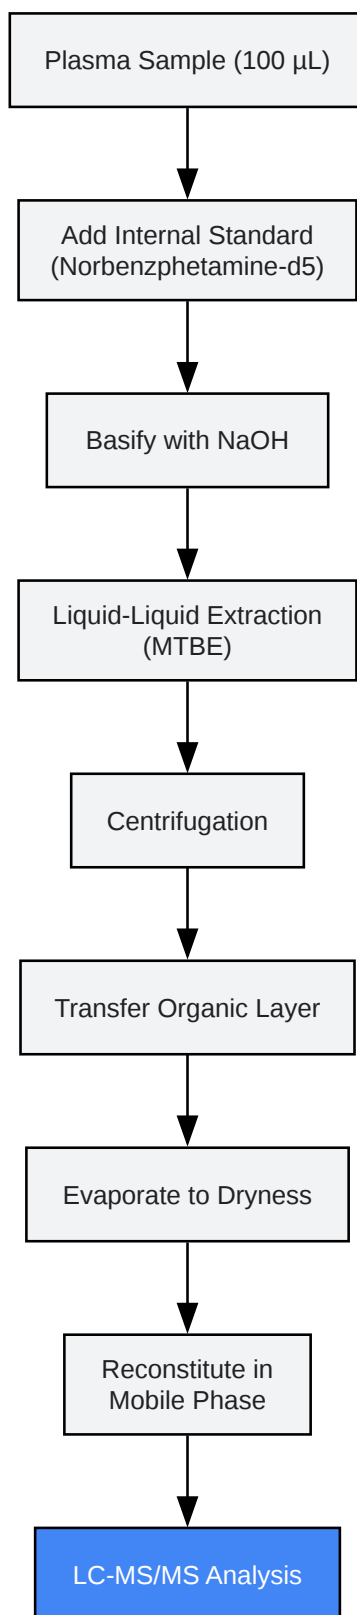 Plasma Sample (100 µL)
Add Internal Standard
(Norbenzphetamine-d5)
Basify with NaOH
Liquid-Liquid Extraction
(MTBE)
Centrifugation
Transfer Organic Layer
Evaporate to Dryness
Reconstitute in
Mobile Phase
LC-MS/MS Analysis